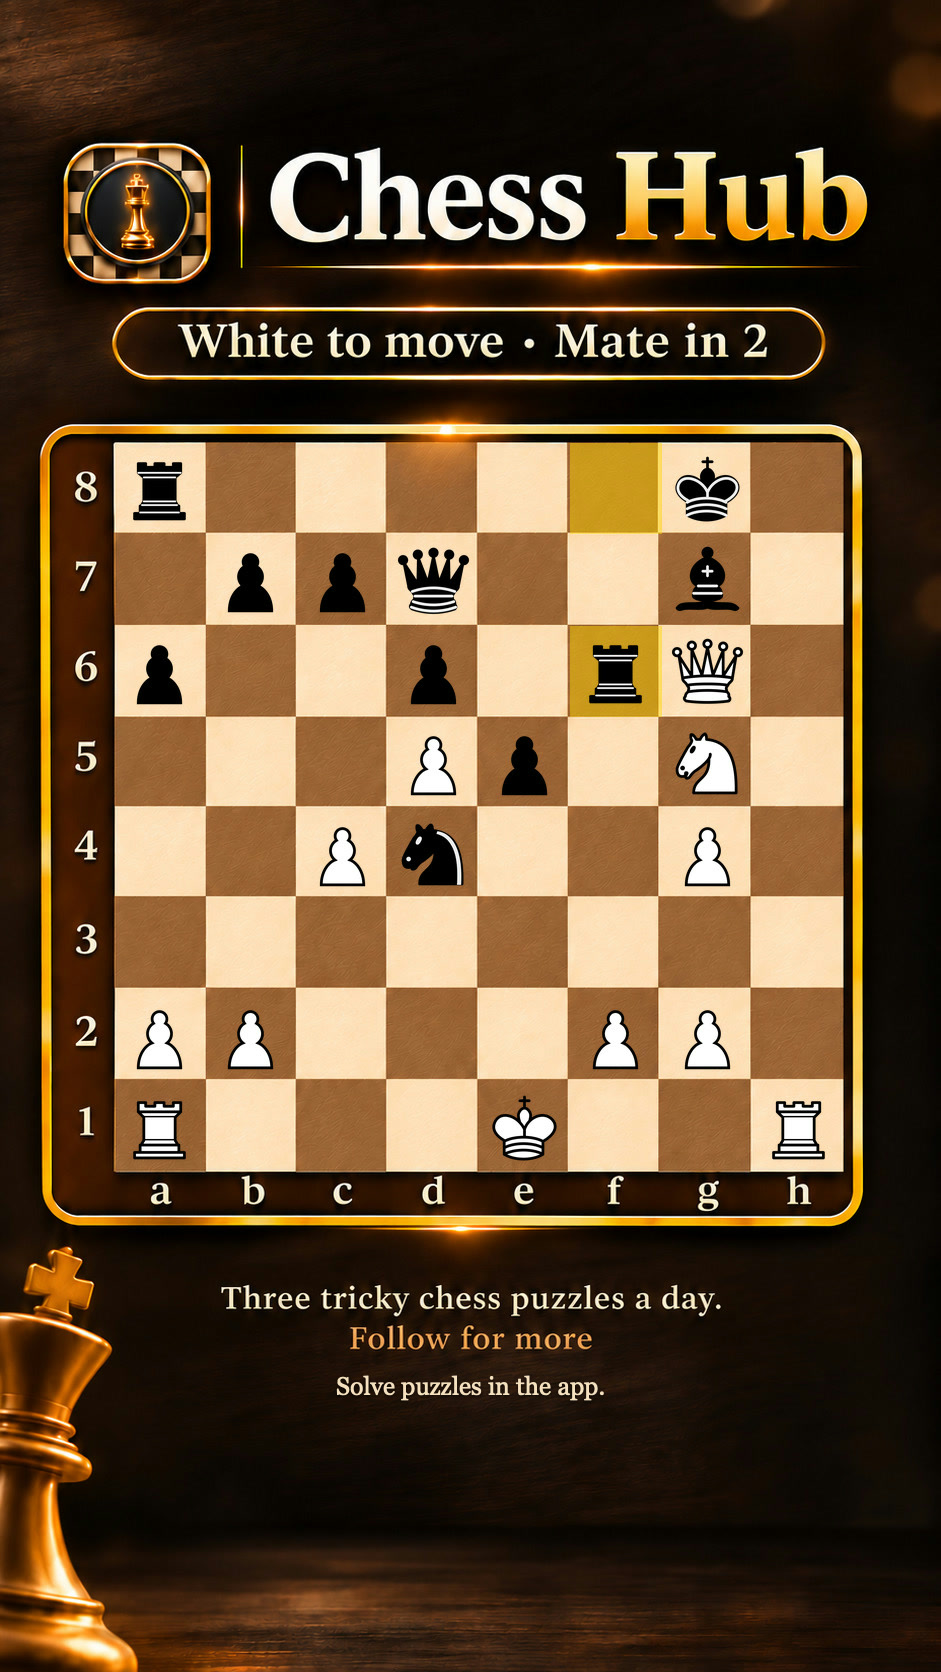 Chess Hub
White to move • Mate in 2
8
7
6
5
4
3
2
1
a b c d e f g h
Three tricky chess puzzles a day.
Follow for more
Solve puzzles in the app.